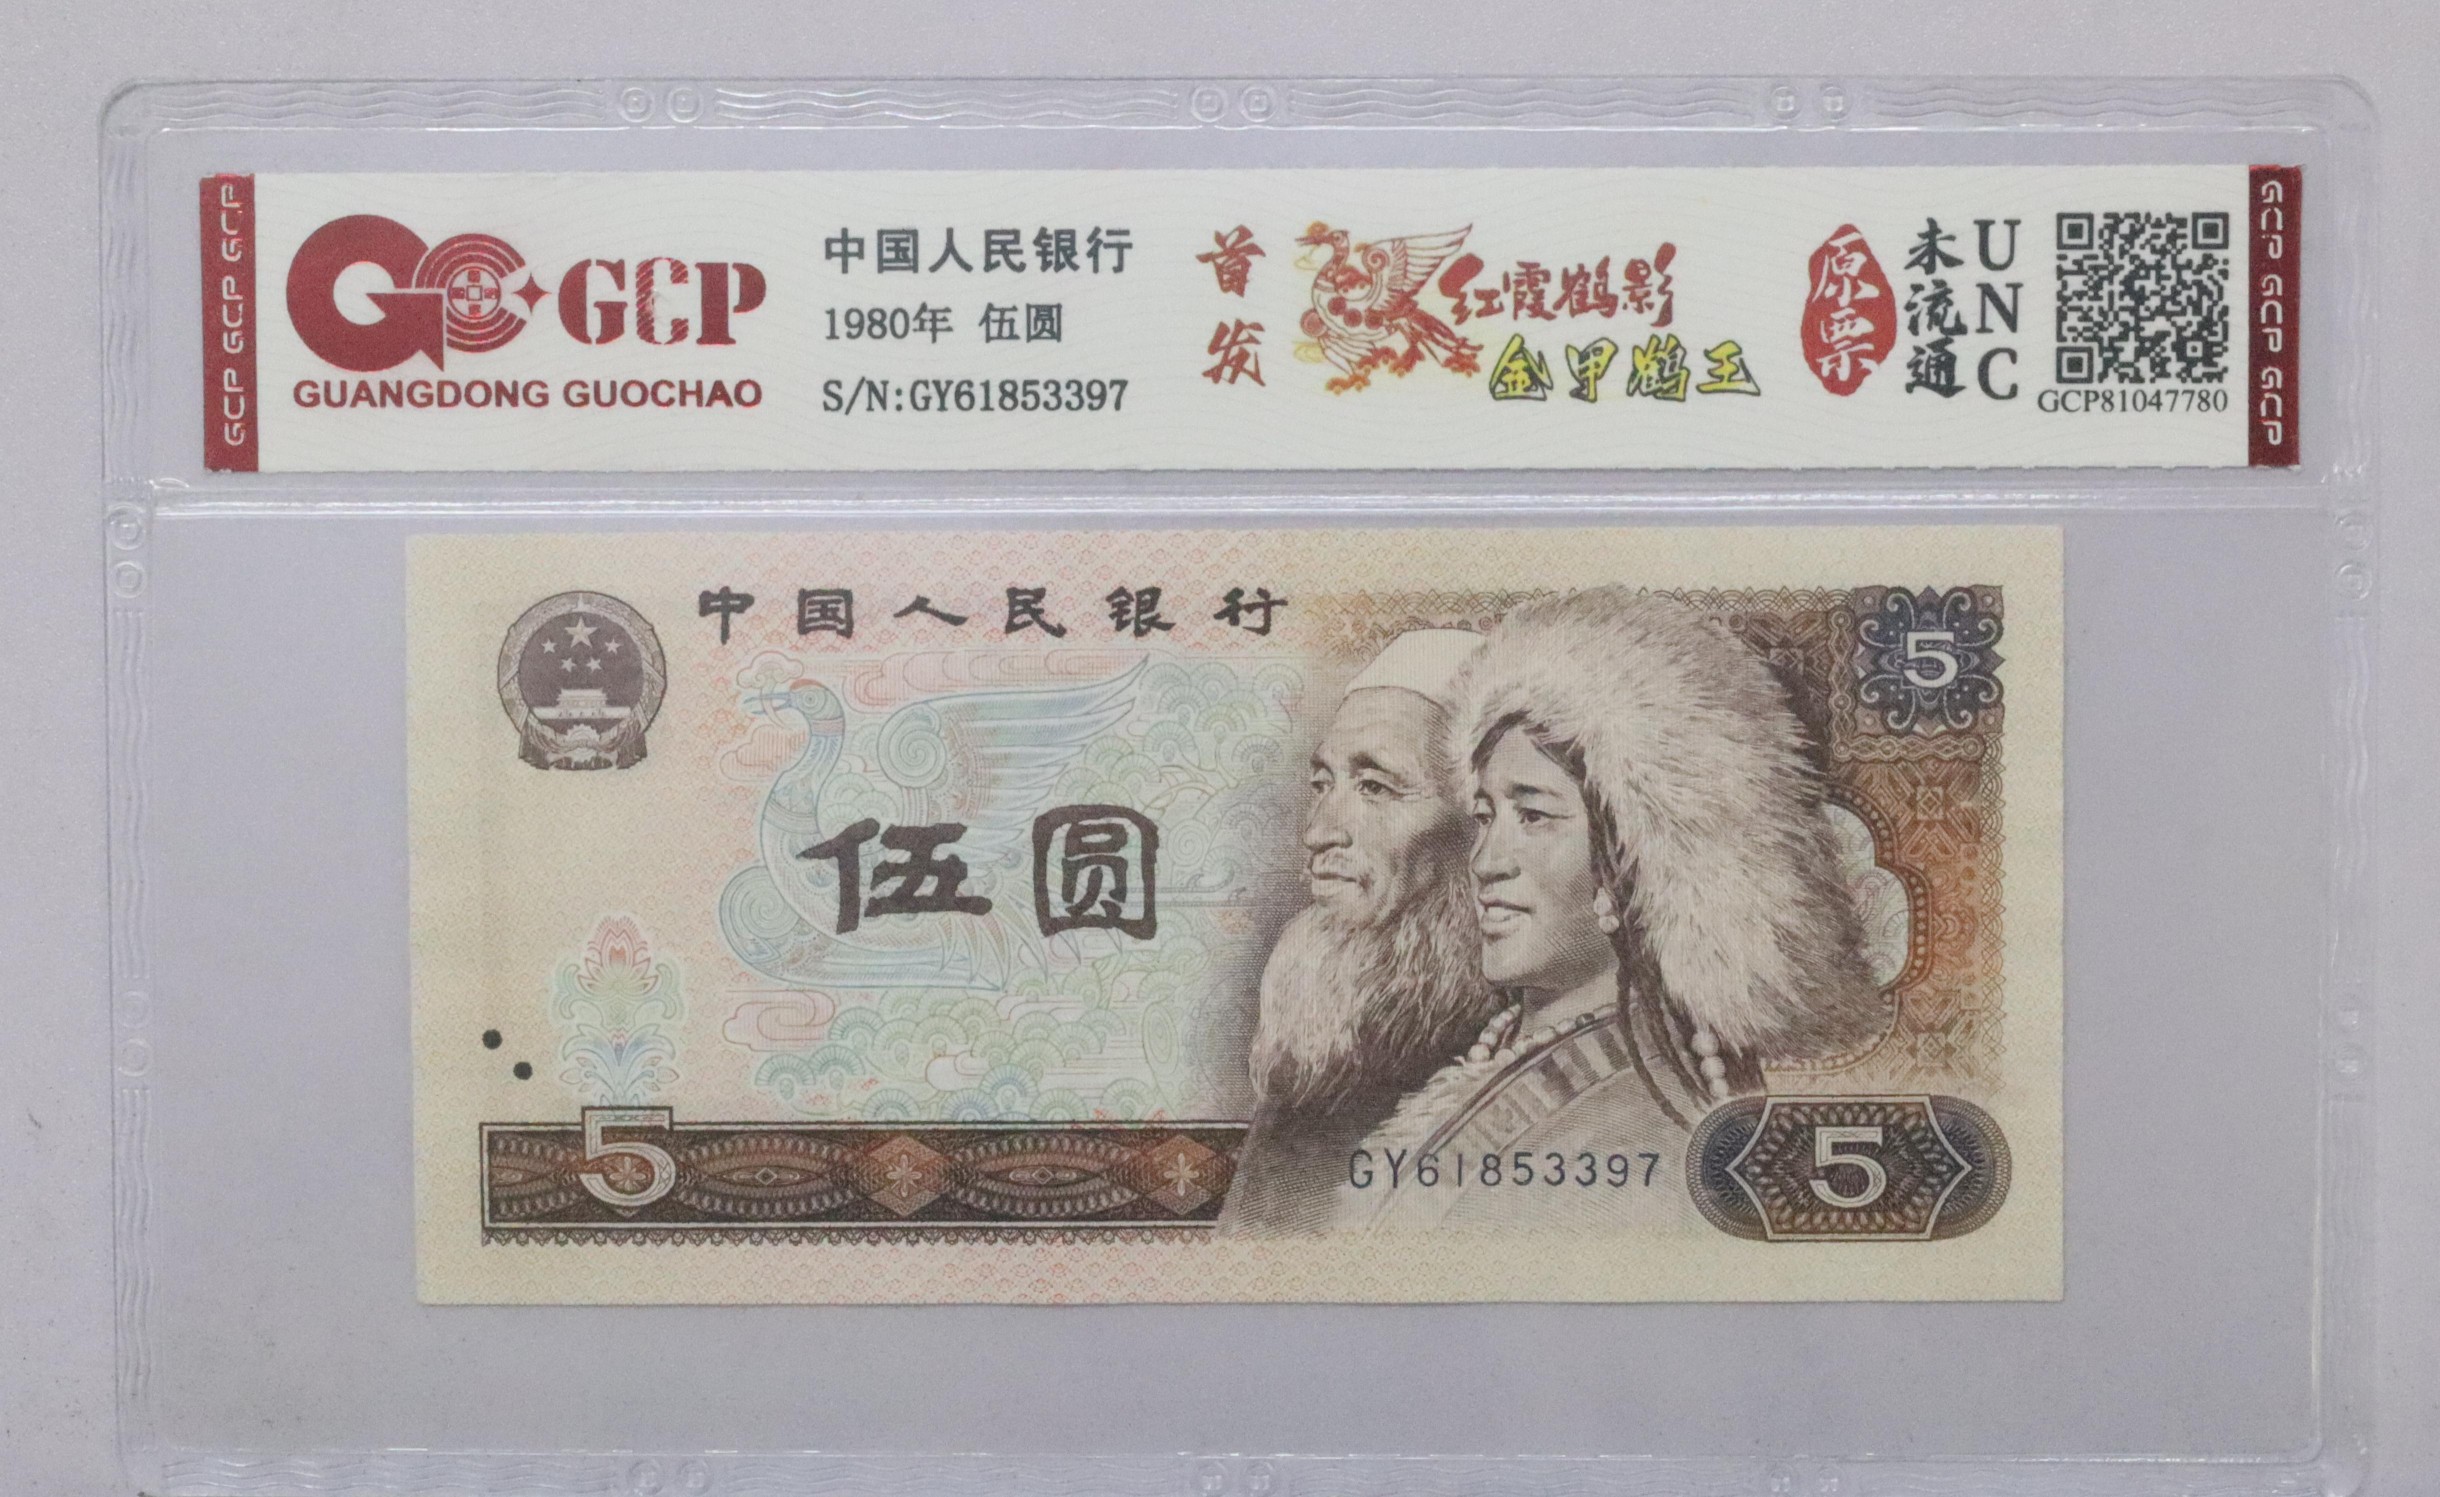 GCP GCP GCP
GCP
GUANGDONG GUOCHAO
中国人民银行
1980年 伍圆
S/N:GY61853397
首发
红霞鹤影
金甲鹤王
原票
未流通
UNC
GCP81047780
GCP GCP GCP
中国人民银行
5
伍圆
5
GY61853397
5